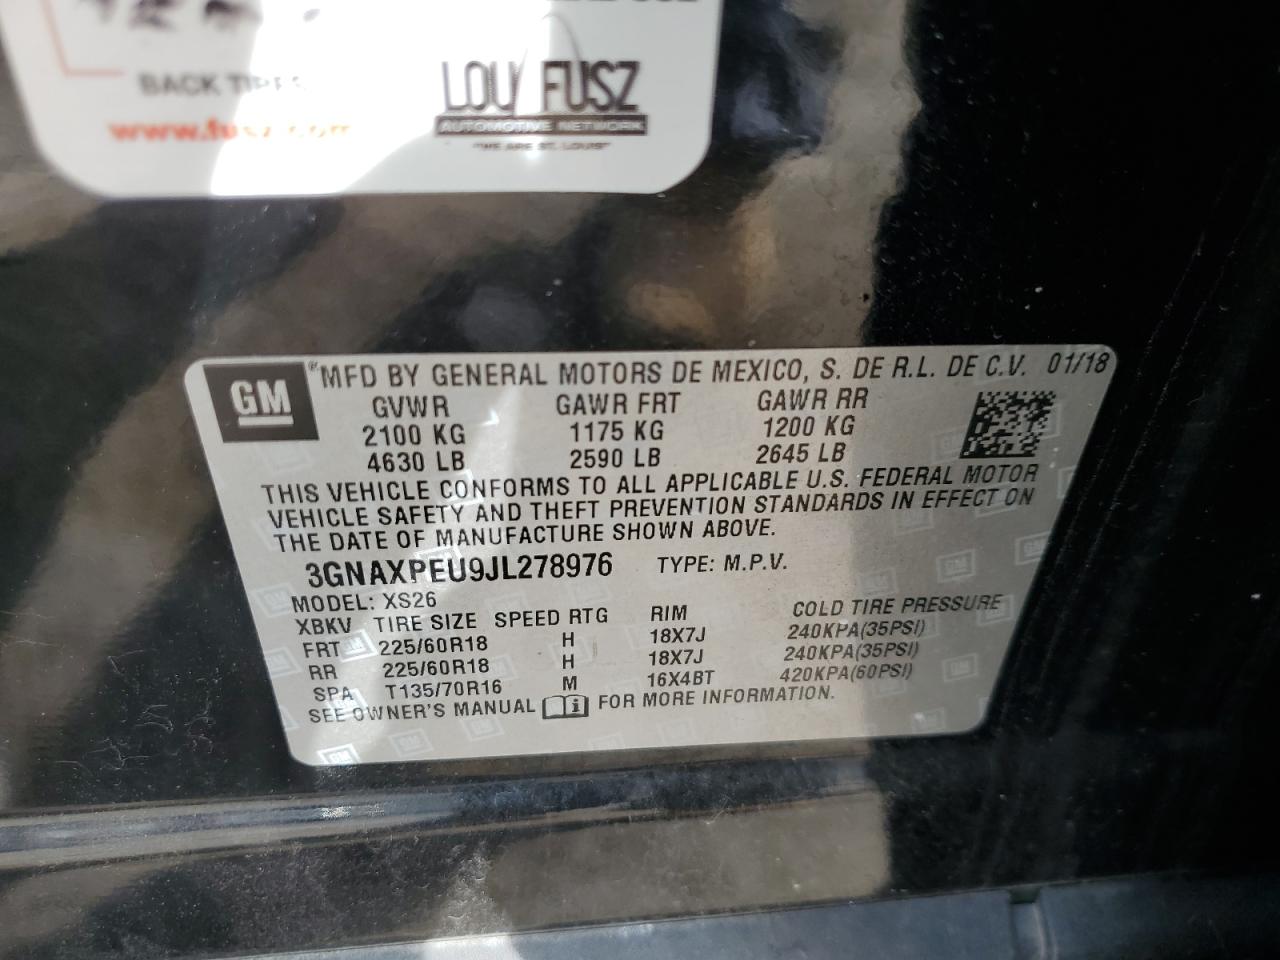 BACK TIRES
LOU FUSZ
www.fusz.com
AUTOMOTIVE NETWORK
"WE ARE ST. LOUIS"
GM
® MFD BY GENERAL MOTORS DE MEXICO, S. DE R.L. DE C.V. 01/18
GVWR GAWR FRT GAWR RR
2100 KG 1175 KG 1200 KG
4630 LB 2590 LB 2645 LB
THIS VEHICLE CONFORMS TO ALL APPLICABLE U.S. FEDERAL MOTOR
VEHICLE SAFETY AND THEFT PREVENTION STANDARDS IN EFFECT ON
THE DATE OF MANUFACTURE SHOWN ABOVE.
3GNAXPEU9JL278976 TYPE: M.P.V.
MODEL: XS26
XBKV TIRE SIZE SPEED RTG RIM COLD TIRE PRESSURE
FRT 225/60R18 H 18X7J 240KPA(35PSI)
RR 225/60R18 H 18X7J 240KPA(35PSI)
SPA T135/70R16 M 16X4BT 420KPA(60PSI)
SEE OWNER'S MANUAL FOR MORE INFORMATION.